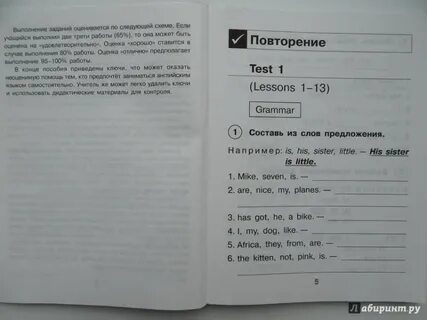 Выполнение заданий оценивается по следующей схеме. Если
учащийся выполнил две трети работы (65%), то она может быть
оценена на «удовлетворительно». Оценка «хорошо» ставится в
случае выполнения 80% работы. Оценка «отлично» предполагает
выполнение 95–100% работы.
В конце пособия приведены ключи, что может оказать
неоценимую помощь тем, кто предпочтёт заниматься английским
языком самостоятельно. Учитель же может легко удалить ключи
и использовать дидактические материалы для контроля.
Повторение
Test 1
(Lessons 1–13)
Grammar
1 Составь из слов предложения.
Например: is, his, sister, little. – His sister
is little.
1. Mike, seven, is. –
2. are, nice, my, planes. –
3. has got, he, a bike. –
4. I, my, dog, like. –
5. Africa, they, from, are. –
6. the kitten, not, pink, is. –
5
Лабиринт.ру